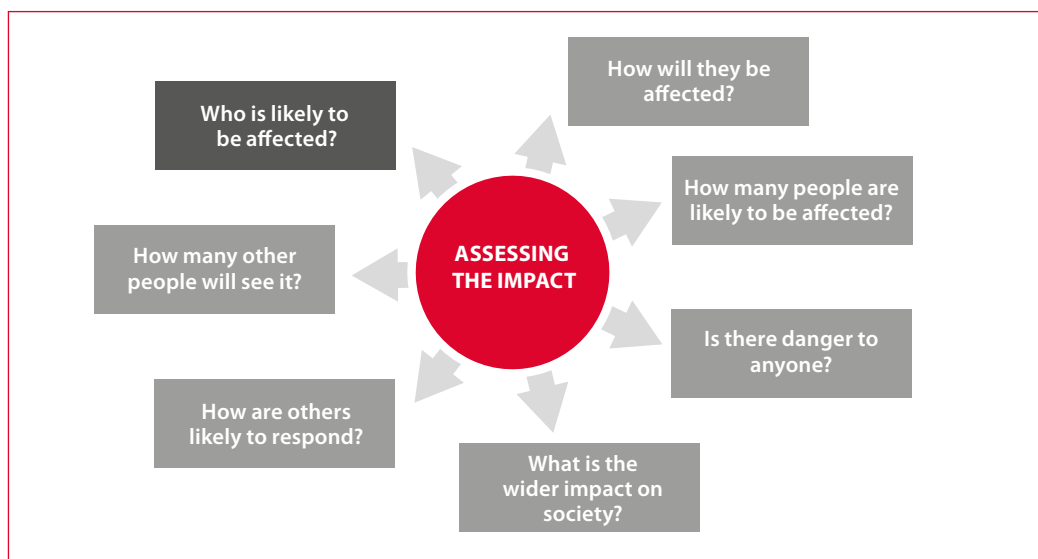 How will they be
affected?
Who is likely to
be affected?
How many people are
likely to be affected?
How many other
people will see it?
ASSESSING
THE IMPACT
Is there danger to
anyone?
How are others
likely to respond?
What is the
wider impact on
society?